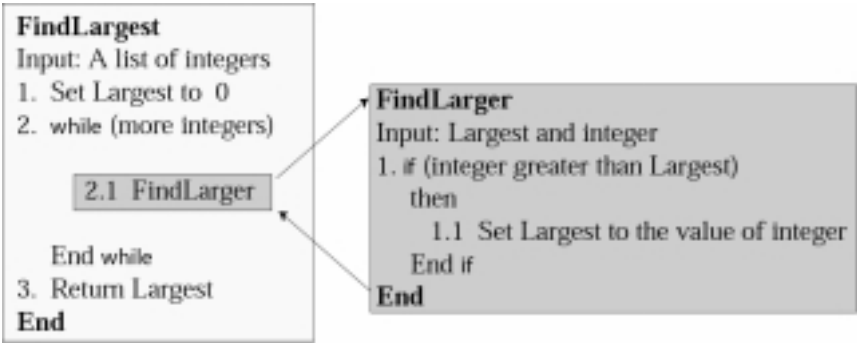 FindLargest
Input: A list of integers
1. Set Largest to 0
2. while (more integers)
2.1 FindLarger
End while
3. Return Largest
End
FindLarger
Input: Largest and integer
1. if (integer greater than Largest)
then
1.1 Set Largest to the value of integer
End if
End